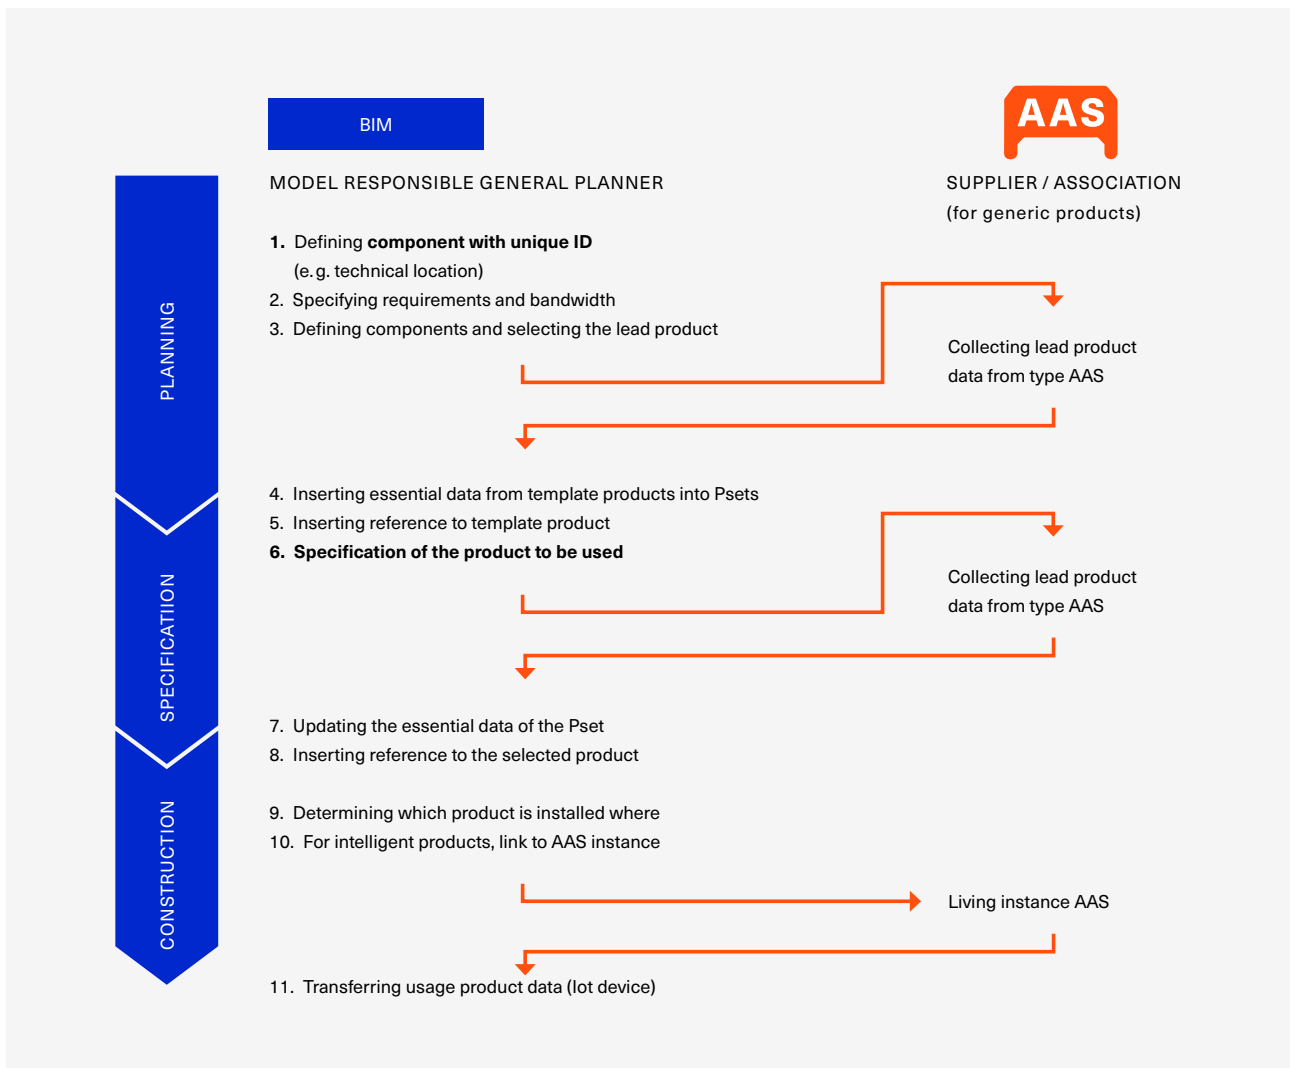 BIM
AAS
MODEL RESPONSIBLE GENERAL PLANNER
SUPPLIER / ASSOCIATION
(for generic products)
PLANNING
1. Defining component with unique ID
(e. g. technical location)
2. Specifying requirements and bandwidth
3. Defining components and selecting the lead product
Collecting lead product
data from type AAS
SPECIFICATIION
4. Inserting essential data from template products into Psets
5. Inserting reference to template product
6. Specification of the product to be used
Collecting lead product
data from type AAS
7. Updating the essential data of the Pset
8. Inserting reference to the selected product
CONSTRUCTION
9. Determining which product is installed where
10. For intelligent products, link to AAS instance
Living instance AAS
11. Transferring usage product data (Iot device)